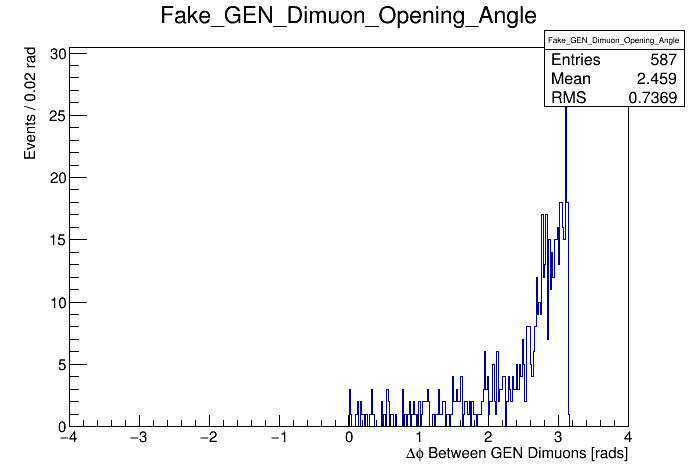 Fake_GEN_Dimuon_Opening_Angle
Fake_GEN_Dimuon_Opening_Angle
Entries 587
Mean 2.459
RMS 0.7369
Events / 0.02 rad
30
25
20
15
10
5
0
−4 −3 −2 −1 0 1 2 3 4
Δϕ Between GEN Dimuons [rads]